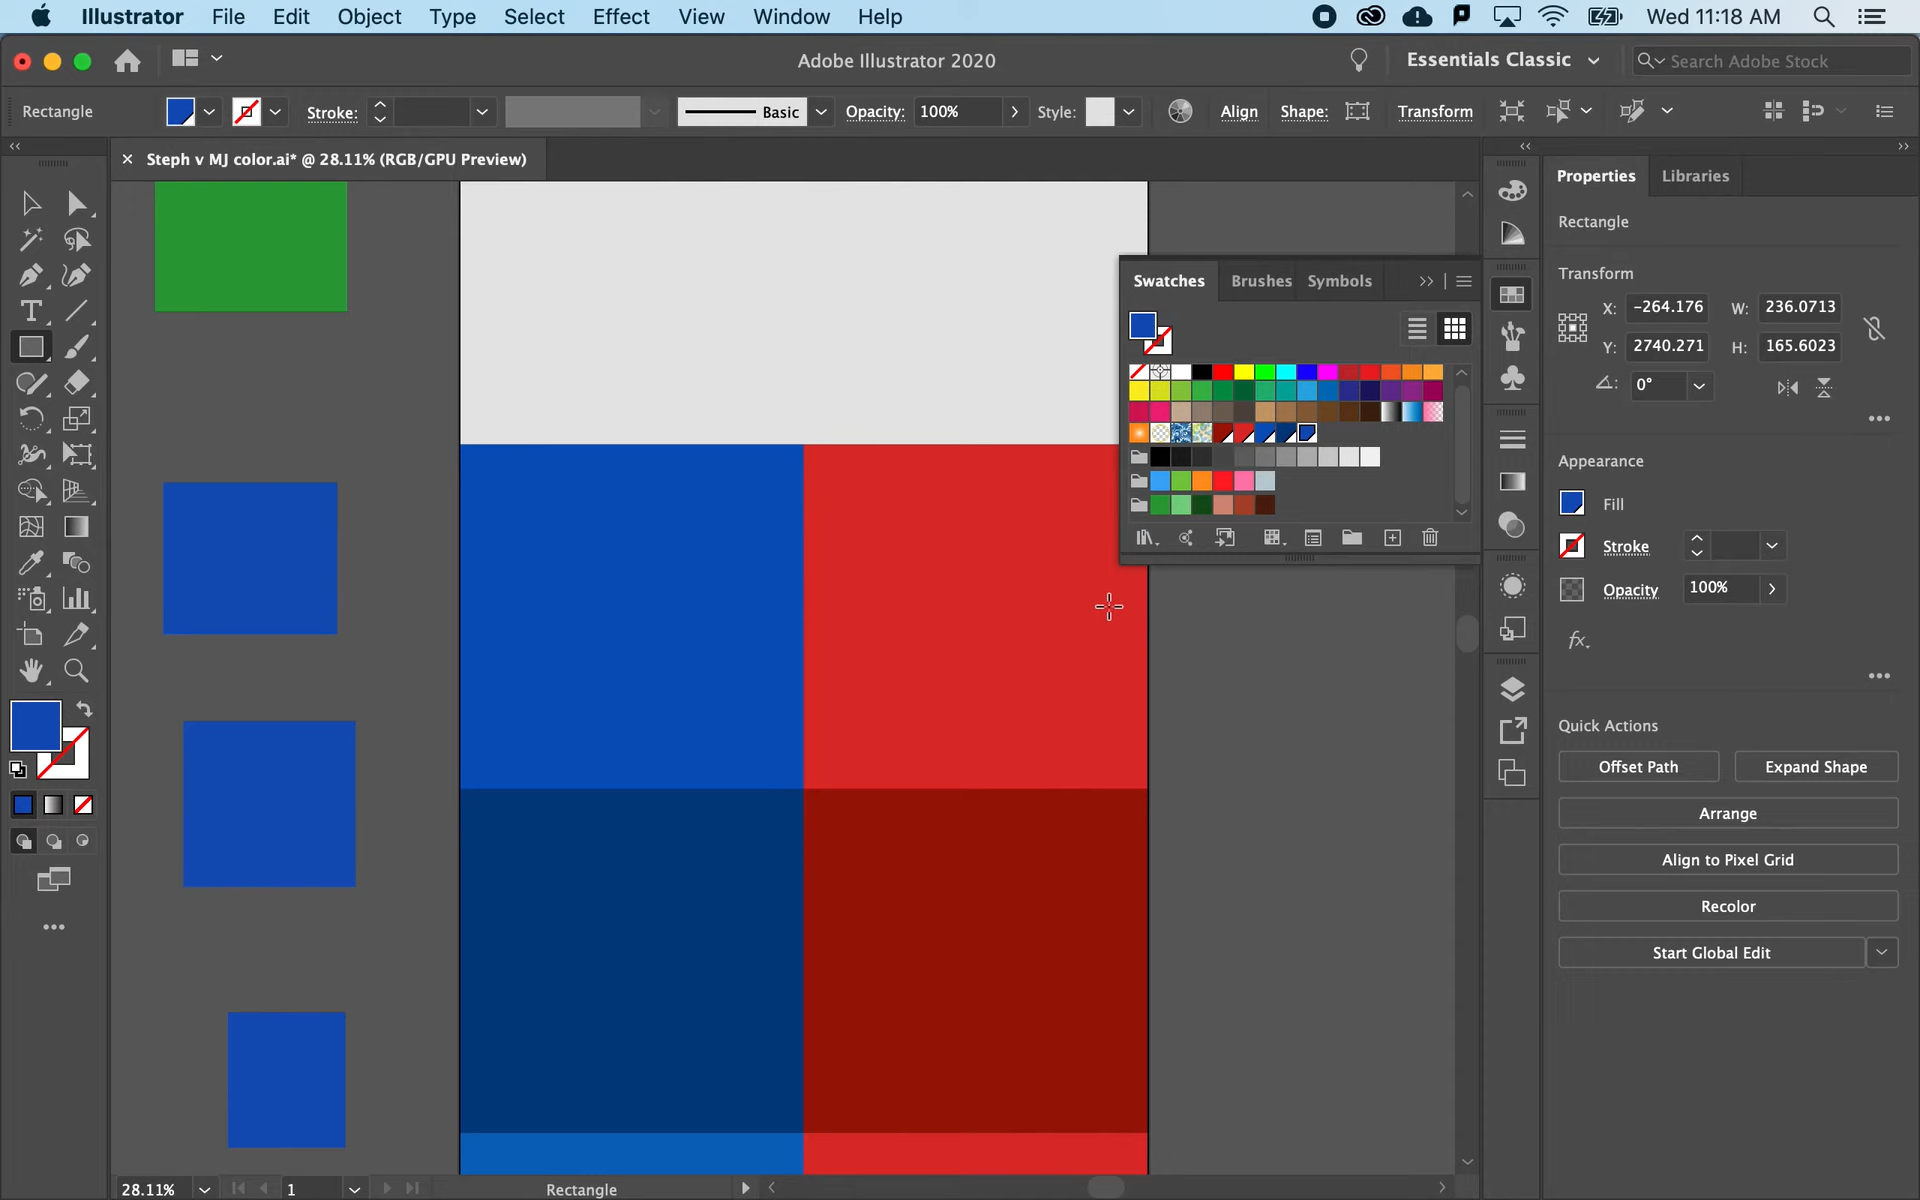 Illustrator File Edit Object Type Select Effect View Window Help Wed 11:18 AM
Adobe Illustrator 2020 Essentials Classic Search Adobe Stock
Rectangle Stroke: Basic Opacity: 100% Style: Align Shape: Transform
× Steph v MJ color.ai* @ 28.11% (RGB/GPU Preview)
Swatches Brushes Symbols
Properties Libraries
Rectangle
Transform
X: -264.176 W: 236.0713
Y: 2740.271 H: 165.6023
0°
Appearance
Fill
Stroke
Opacity 100%
fx.
Quick Actions
Offset Path Expand Shape
Arrange
Align to Pixel Grid
Recolor
Start Global Edit
28.11% 1 Rectangle